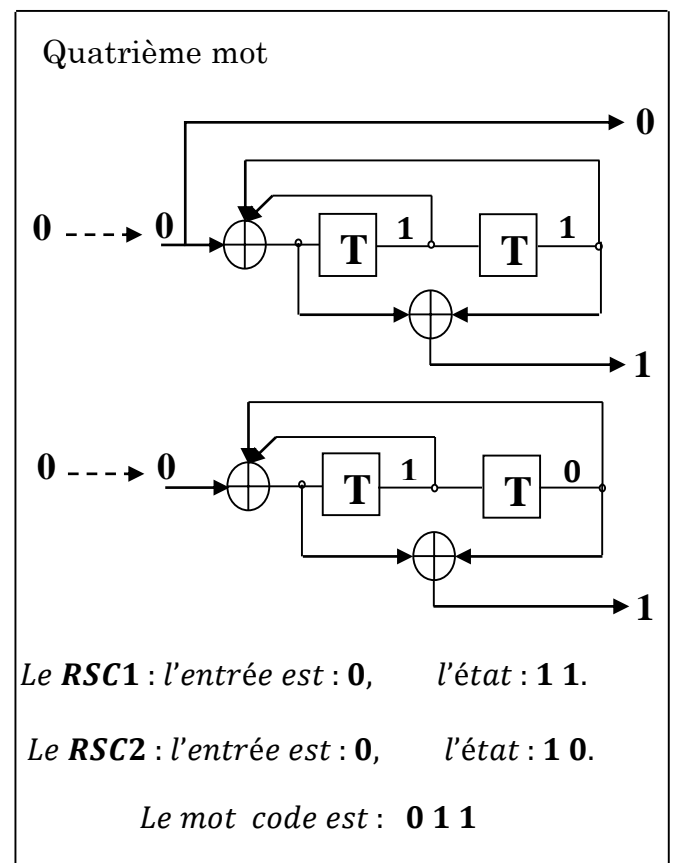 Quatrième mot
0
0 0 T 1 T 1
1
0 0 T 1 T 0
1
Le RSC1 : l'entrée est : 0, l'état : 1 1.
Le RSC2 : l'entrée est : 0, l'état : 1 0.
Le mot code est : 0 1 1